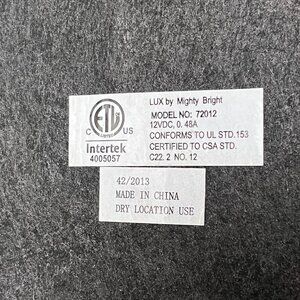 LUX by Mighty Bright
MODEL NO: 72012
12VDC, 0.48A
CONFORMS TO UL STD.153
CERTIFIED TO CSA STD.
C22.2 NO.12
ETL
LISTED
C US
Intertek
4005057
42/2013
MADE IN CHINA
DRY LOCATION USE